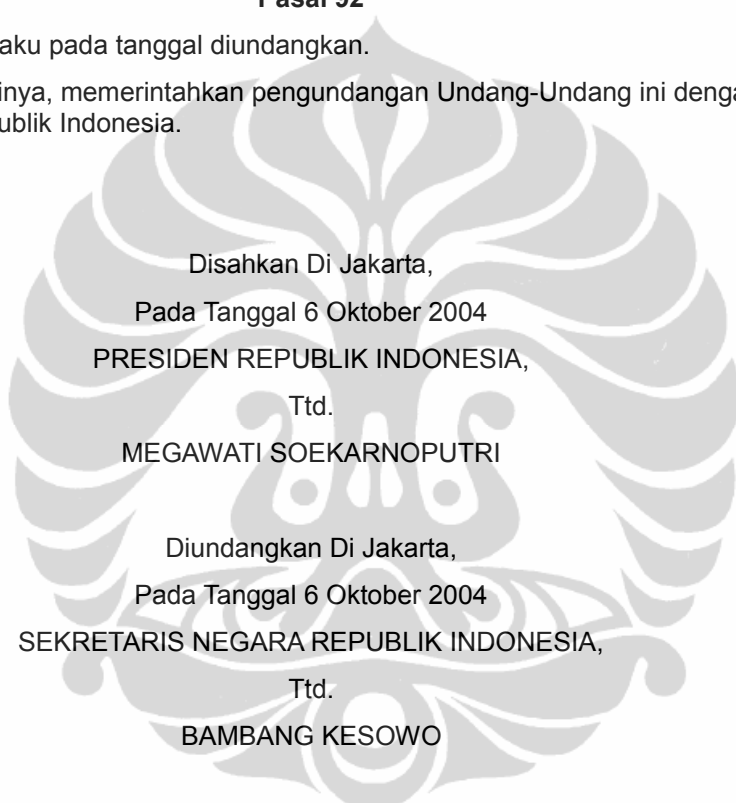 Pasal 92
aku pada tanggal diundangkan.
inya, memerintahkan pengundangan Undang-Undang ini denga
ublik Indonesia.
Disahkan Di Jakarta,
Pada Tanggal 6 Oktober 2004
PRESIDEN REPUBLIK INDONESIA,
Ttd.
MEGAWATI SOEKARNOPUTRI
Diundangkan Di Jakarta,
Pada Tanggal 6 Oktober 2004
SEKRETARIS NEGARA REPUBLIK INDONESIA,
Ttd.
BAMBANG KESOWO